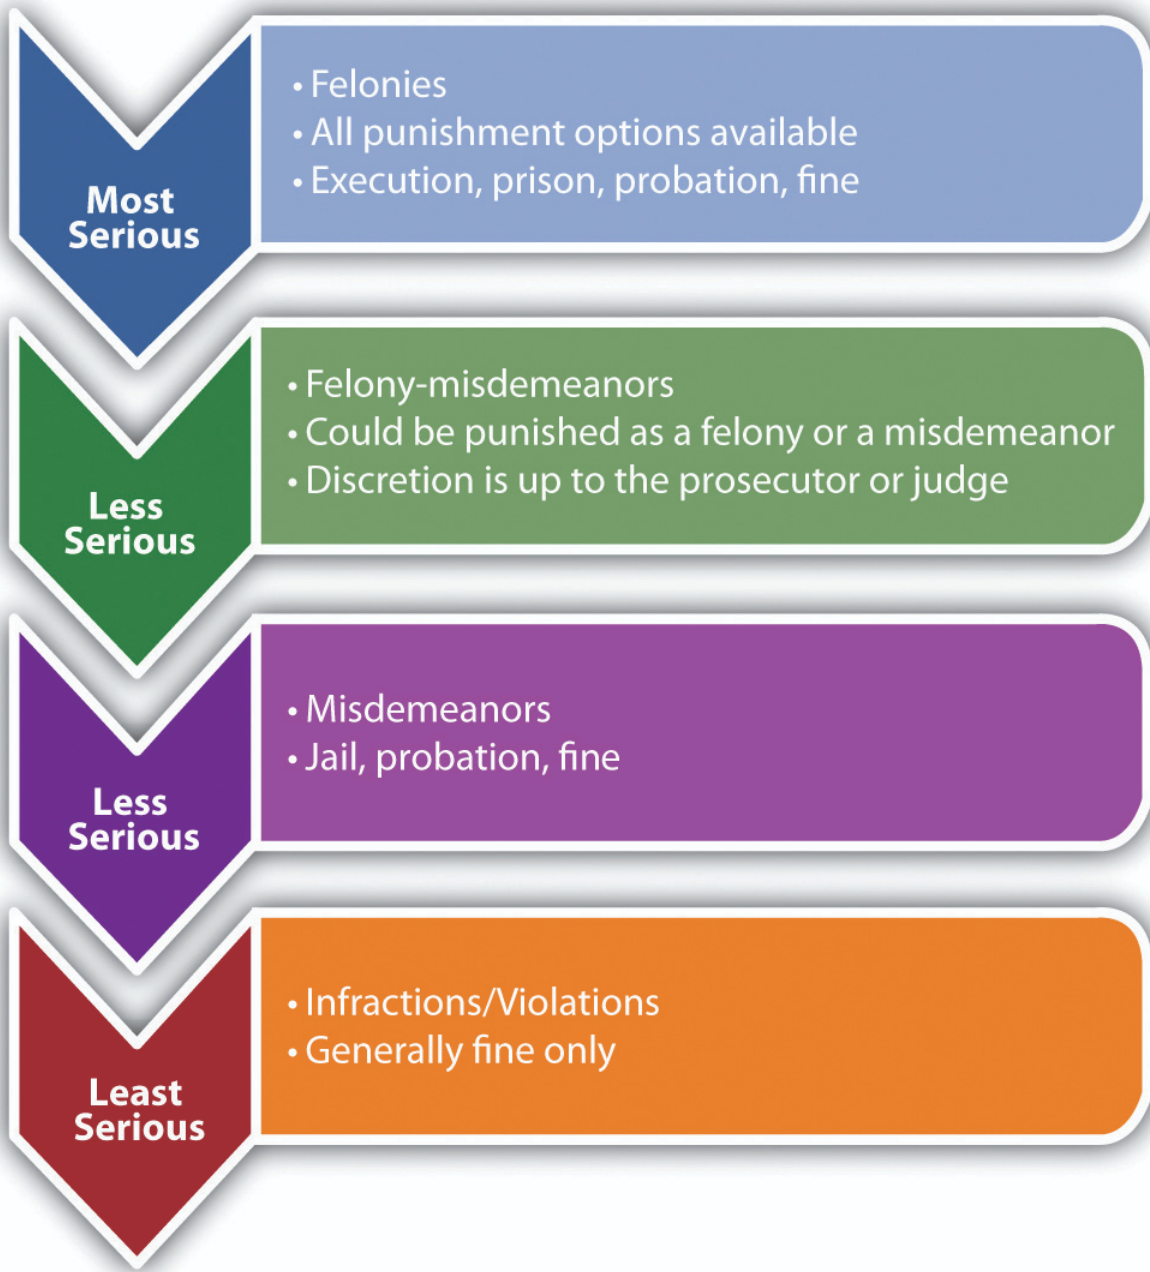 Most
Serious
• Felonies
• All punishment options available
• Execution, prison, probation, fine
Less
Serious
• Felony-misdemeanors
• Could be punished as a felony or a misdemeanor
• Discretion is up to the prosecutor or judge
Less
Serious
• Misdemeanors
• Jail, probation, fine
Least
Serious
• Infractions/Violations
• Generally fine only